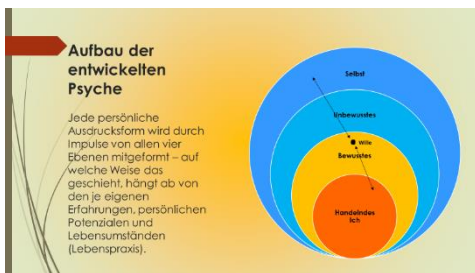 Aufbau der
entwickelten
Psyche
Jede persönliche
Ausdrucksform wird durch
Impulse von allen vier
Ebenen mitgeformt – auf
welche Weise das
geschieht, hängt ab von
den je eigenen
Erfahrungen, persönlichen
Potenzialen und
Lebensumständen
(Lebenspraxis).
Selbst
Unbewusstes
Wille
Bewusstes
Handelndes
Ich